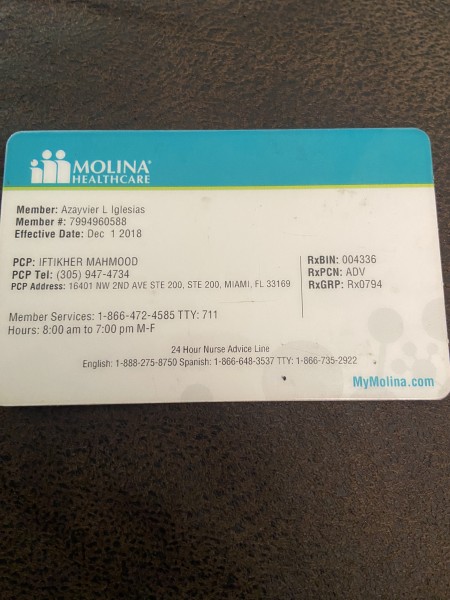 MOLINA
HEALTHCARE
Member: Azayvier L Iglesias
Member #: 7994960588
Effective Date: Dec 1 2018
PCP: IFTIKHER MAHMOOD
PCP Tel: (305) 947-4734
PCP Address: 16401 NW 2ND AVE STE 200, STE 200, MIAMI, FL 33169
RxBIN: 004336
RxPCN: ADV
RxGRP: Rx0794
Member Services: 1-866-472-4585 TTY: 711
Hours: 8:00 am to 7:00 pm M-F
24 Hour Nurse Advice Line
English: 1-888-275-8750 Spanish: 1-866-648-3537 TTY: 1-866-735-2922
MyMolina.com